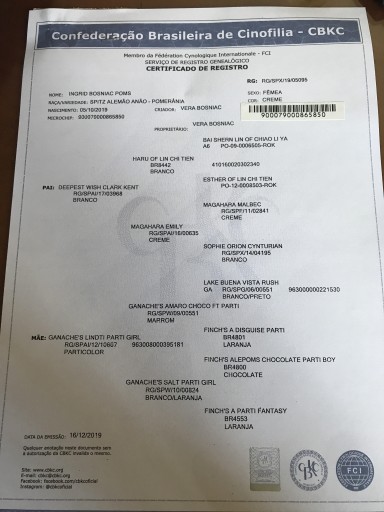 Confederação Brasileira de Cinofilia - CBKC
Membro da Fédération Cynologique Internationale - FCI
SERVIÇO DE REGISTRO GENEALÓGICO
CERTIFICADO DE REGISTRO
RG: RG/SPX/19/05095
NOME: INGRID BOSNIAC POMS
SEXO: FÊMEA
RAÇA/VARIEDADE: SPITZ ALEMÃO ANÃO - POMERÂNIA
COR: CREME
NASCIMENTO: 05/10/2019
CRIADOR: VERA BOSNIAC
MICROCHIP: 900079000865850
900079000865850
PROPRIETÁRIO: VERA BOSNIAC
BAI SHERN LIN OF CHIAO LI YA
A6 PO-09-0006505-ROK
HARU OF LIN CHI TIEN
BR8442 410160020302340
BRANCO
ESTHER OF LIN CHI TIEN
PO-12-0008503-ROK
PAI: DEEPEST WISH CLARK KENT
RG/SPAI/17/03968
BRANCO
MAGAHARA MALBEC
RG/SPF/11/02841
CREME
MAGAHARA EMILY
RG/SPAI/16/00635
CREME
SOPHIE ORION CYNTURIAN
RG/SPX/14/04195
BRANCO
LAKE BUENA VISTA RUSH
GA RG/SPG/06/00551 963000000221530
BRANCO/PRETO
GANACHE'S AMARO CHOCO FT PARTI
RG/SPW/09/00551
MARROM
FINCH'S A DISGUISE PARTI
BR4801
LARANJA
MÃE: GANACHE'S LINDTI PARTI GIRL
RG/SPAI/12/10667 963008000395181
PARTICOLOR
FINCH'S ALEPOMS CHOCOLATE PARTI BOY
BR4800
CHOCOLATE
GANACHE'S SALT PARTI GIRL
RG/SPW/10/00824
BRANCO/LARANJA
FINCH'S A PARTI FANTASY
BR4553
LARANJA
DATA DA EMISSÃO: 16/12/2019
Qualquer anotação neste documento sem
a autorização da CBKC invalida o mesmo.
Site: www.cbkc.org
E-mail: cbkc@cbkc.org
Facebook: facebook.com/cbkcoficial
Instagram: @cbkcoficial
FCI